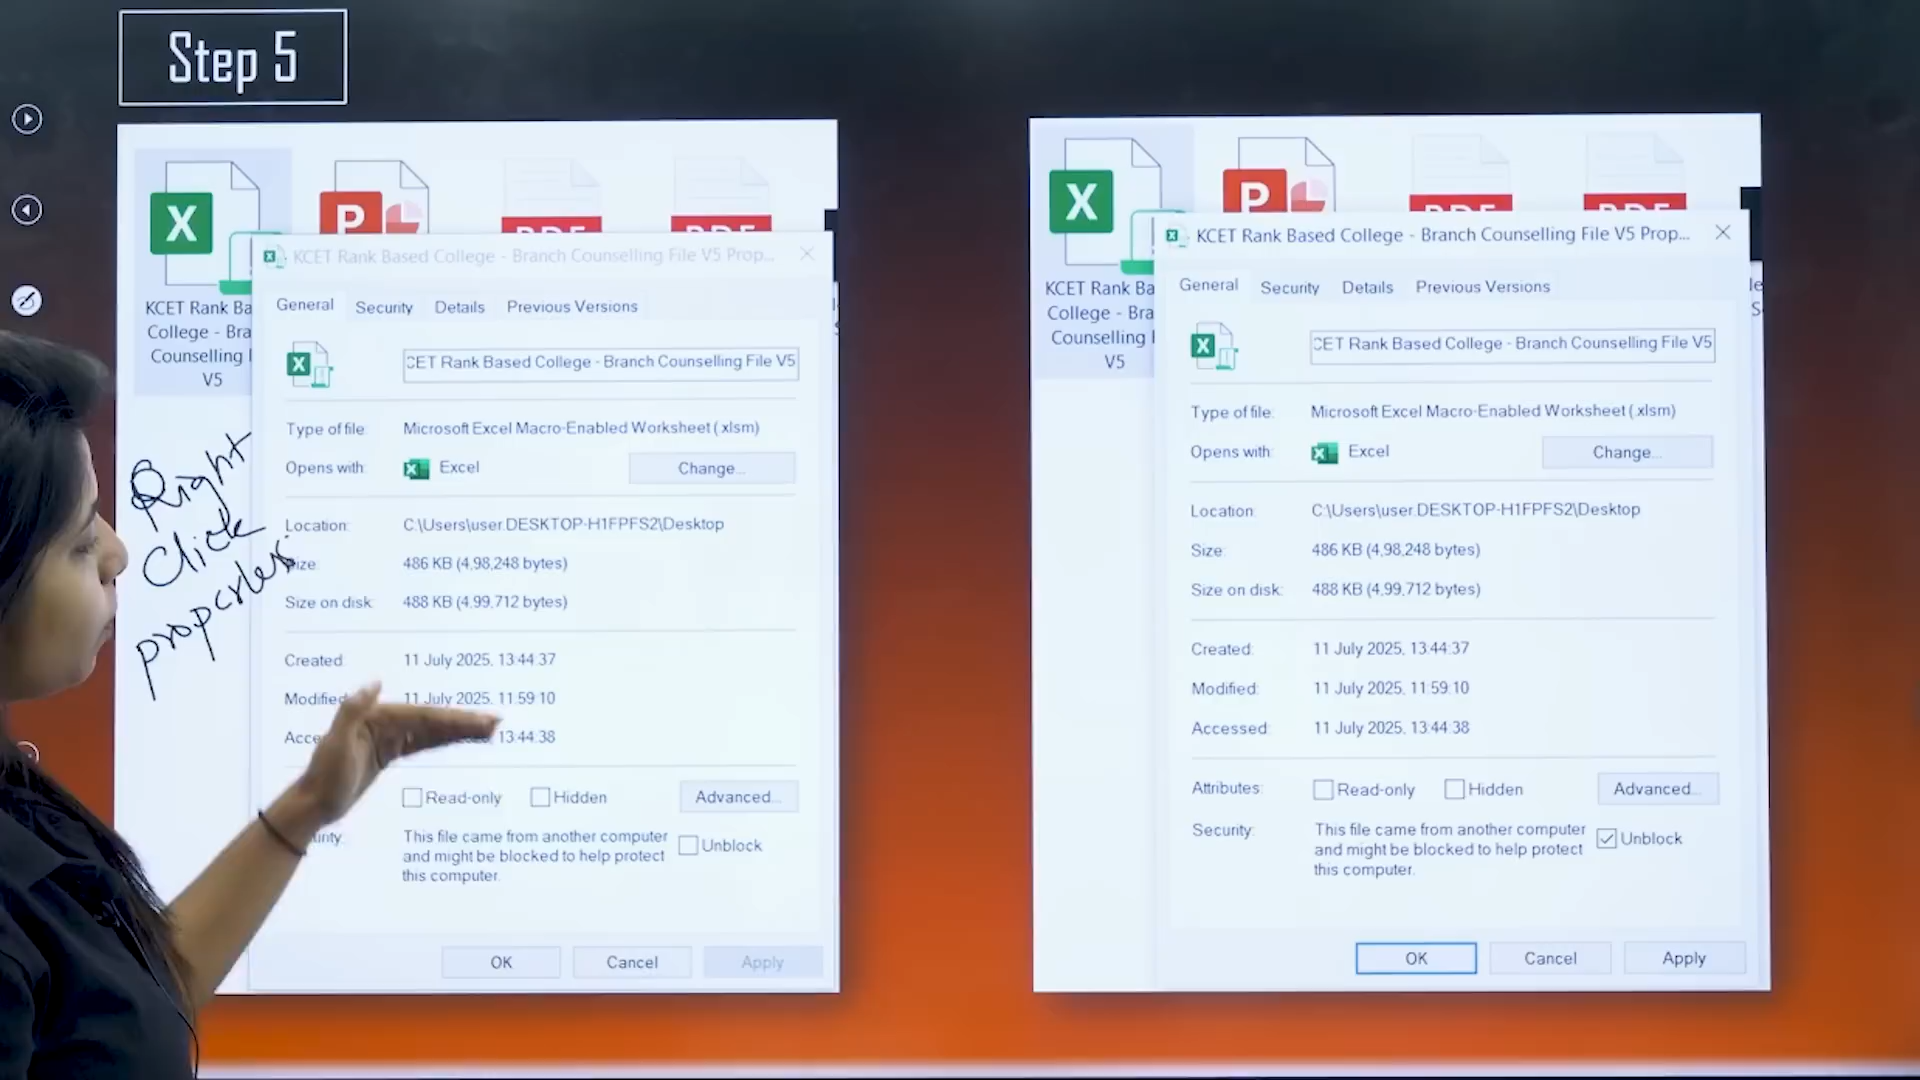 Step 5
KCET Rank Ba
College - Bra
Counselling
V5
KCET Rank Based College - Branch Counselling File V5 Prop...
General Security Details Previous Versions
CET Rank Based College - Branch Counselling File V5
Type of file: Microsoft Excel Macro-Enabled Worksheet (.xlsm)
Opens with: Excel Change...
Location: C:\Users\user.DESKTOP-H1FPFS2\Desktop
Size: 486 KB (4,98,248 bytes)
Size on disk: 488 KB (4,99,712 bytes)
Created: 11 July 2025, 13:44:37
Modified: 11 July 2025, 11:59:10
Acce 13:44:38
Read-only Hidden Advanced...
This file came from another computer
and might be blocked to help protect
this computer.
Unblock
OK Cancel Apply
Right
Click
properties
KCET Rank Ba
College - Bra
Counselling
V5
KCET Rank Based College - Branch Counselling File V5 Prop...
General Security Details Previous Versions
CET Rank Based College - Branch Counselling File V5
Type of file: Microsoft Excel Macro-Enabled Worksheet (.xlsm)
Opens with: Excel Change...
Location: C:\Users\user.DESKTOP-H1FPFS2\Desktop
Size: 486 KB (4,98,248 bytes)
Size on disk: 488 KB (4,99,712 bytes)
Created: 11 July 2025, 13:44:37
Modified: 11 July 2025, 11:59:10
Accessed: 11 July 2025, 13:44:38
Attributes: Read-only Hidden Advanced...
Security: This file came from another computer
and might be blocked to help protect
this computer.
Unblock
OK Cancel Apply